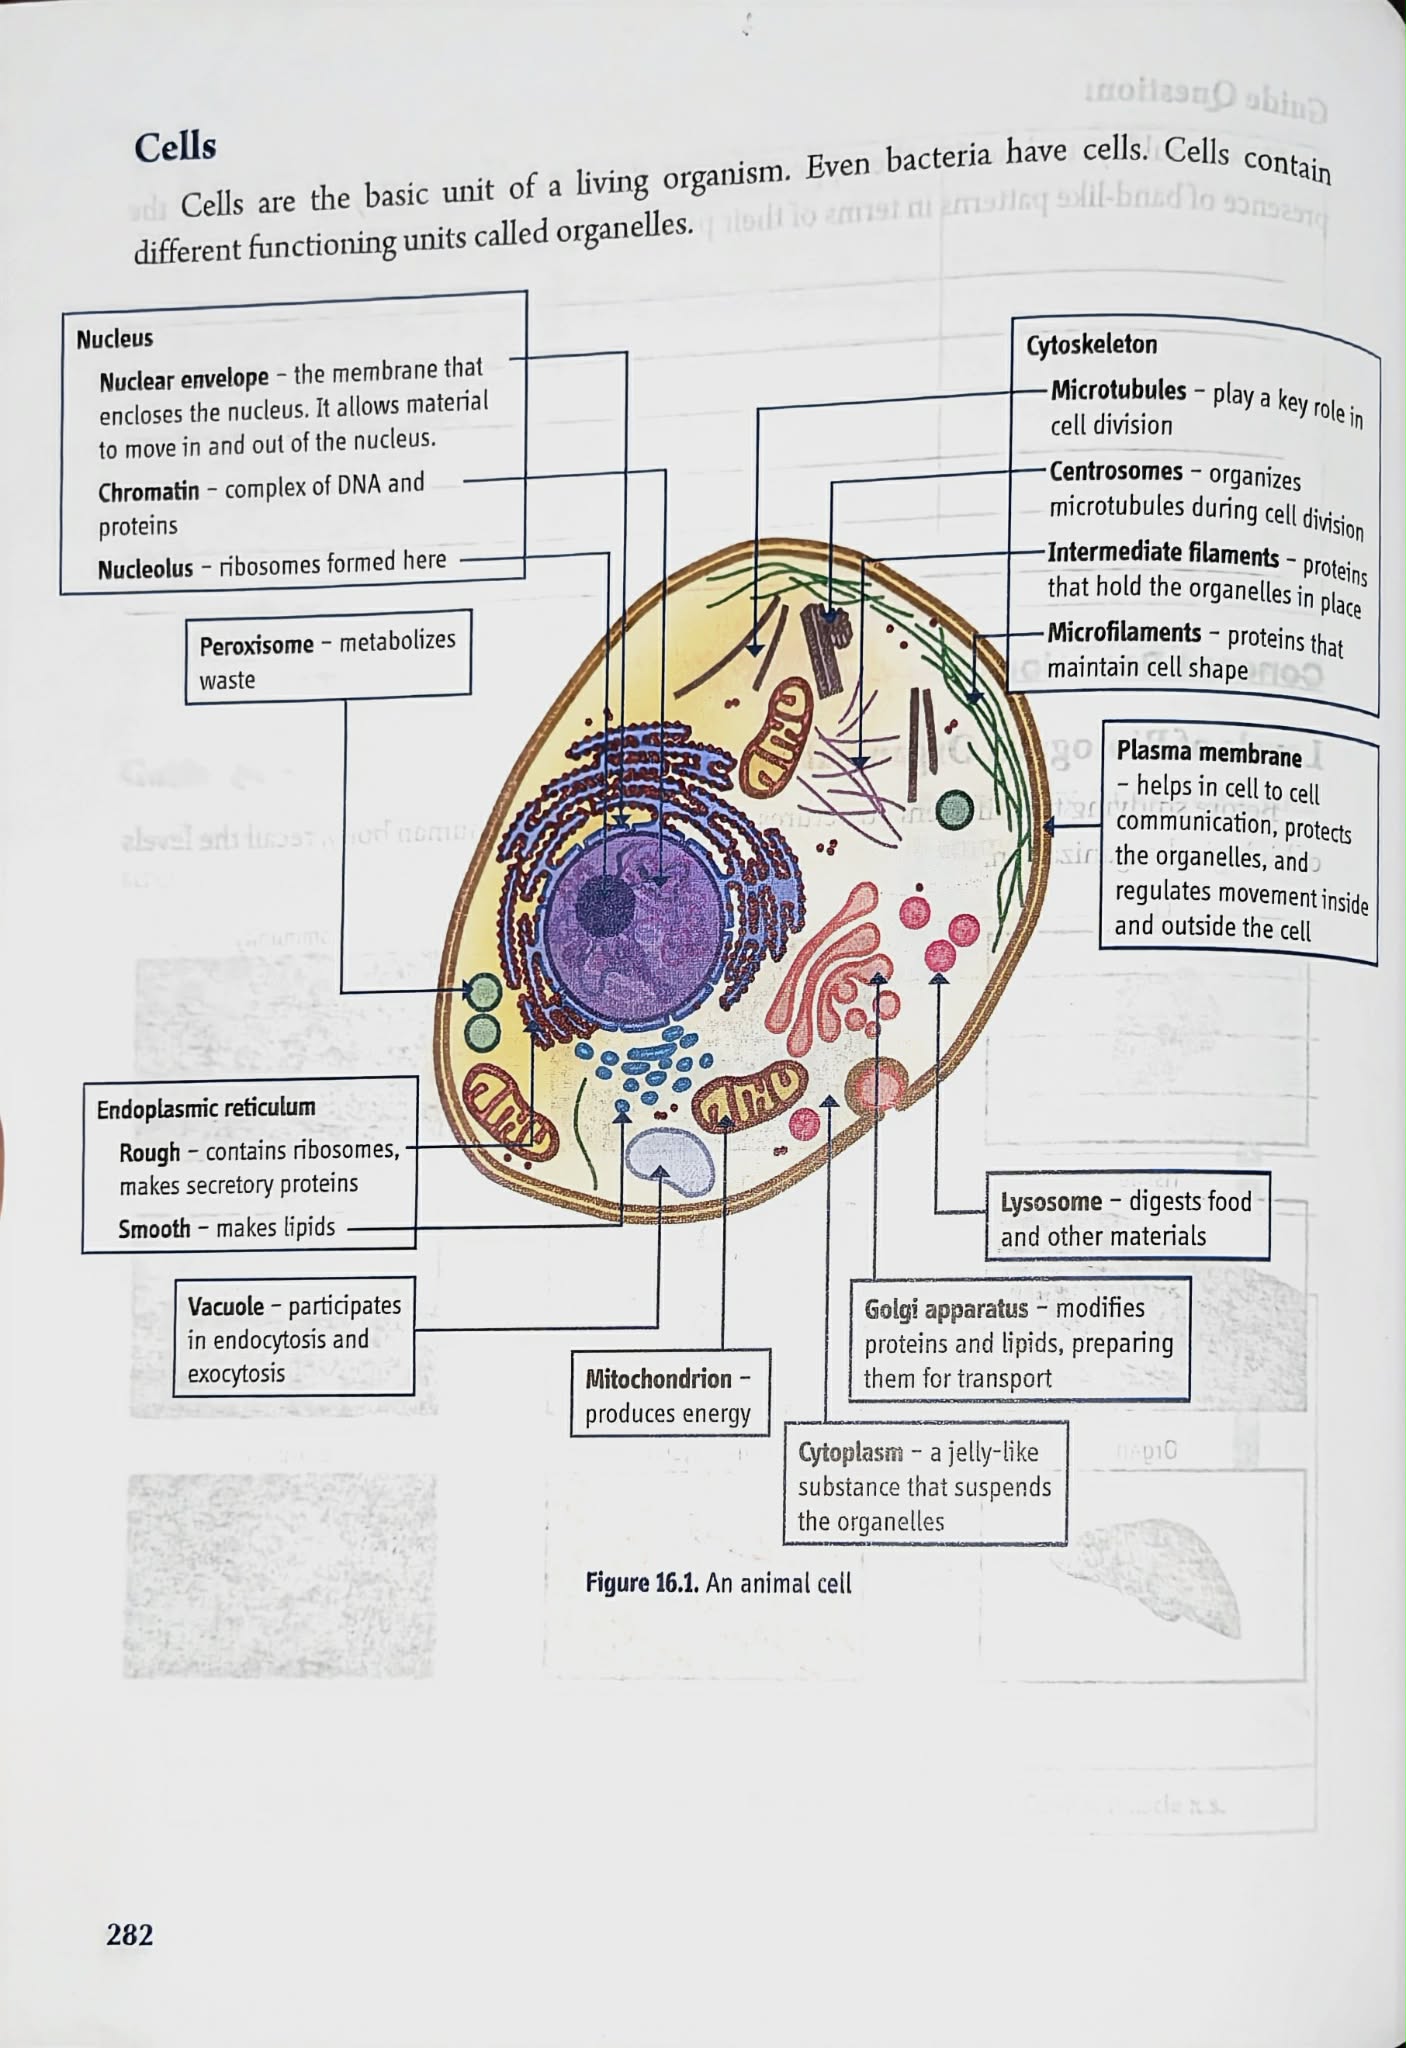 Cells
Cells are the basic unit of a living organism. Even bacteria have cells. Cells contain
different functioning units called organelles.
Nucleus
Nuclear envelope – the membrane that
encloses the nucleus. It allows material
to move in and out of the nucleus.
Chromatin – complex of DNA and
proteins
Nucleolus – ribosomes formed here
Cytoskeleton
Microtubules – play a key role in
cell division
Centrosomes – organizes
microtubules during cell division
Intermediate filaments – proteins
that hold the organelles in place
Microfilaments – proteins that
maintain cell shape
Peroxisome – metabolizes
waste
Plasma membrane
– helps in cell to cell
communication, protects
the organelles, and
regulates movement inside
and outside the cell
Endoplasmic reticulum
Rough – contains ribosomes,
makes secretory proteins
Smooth – makes lipids
Lysosome – digests food
and other materials
Vacuole – participates
in endocytosis and
exocytosis
Golgi apparatus – modifies
proteins and lipids, preparing
them for transport
Mitochondrion –
produces energy
Cytoplasm – a jelly-like
substance that suspends
the organelles
Figure 16.1. An animal cell
282